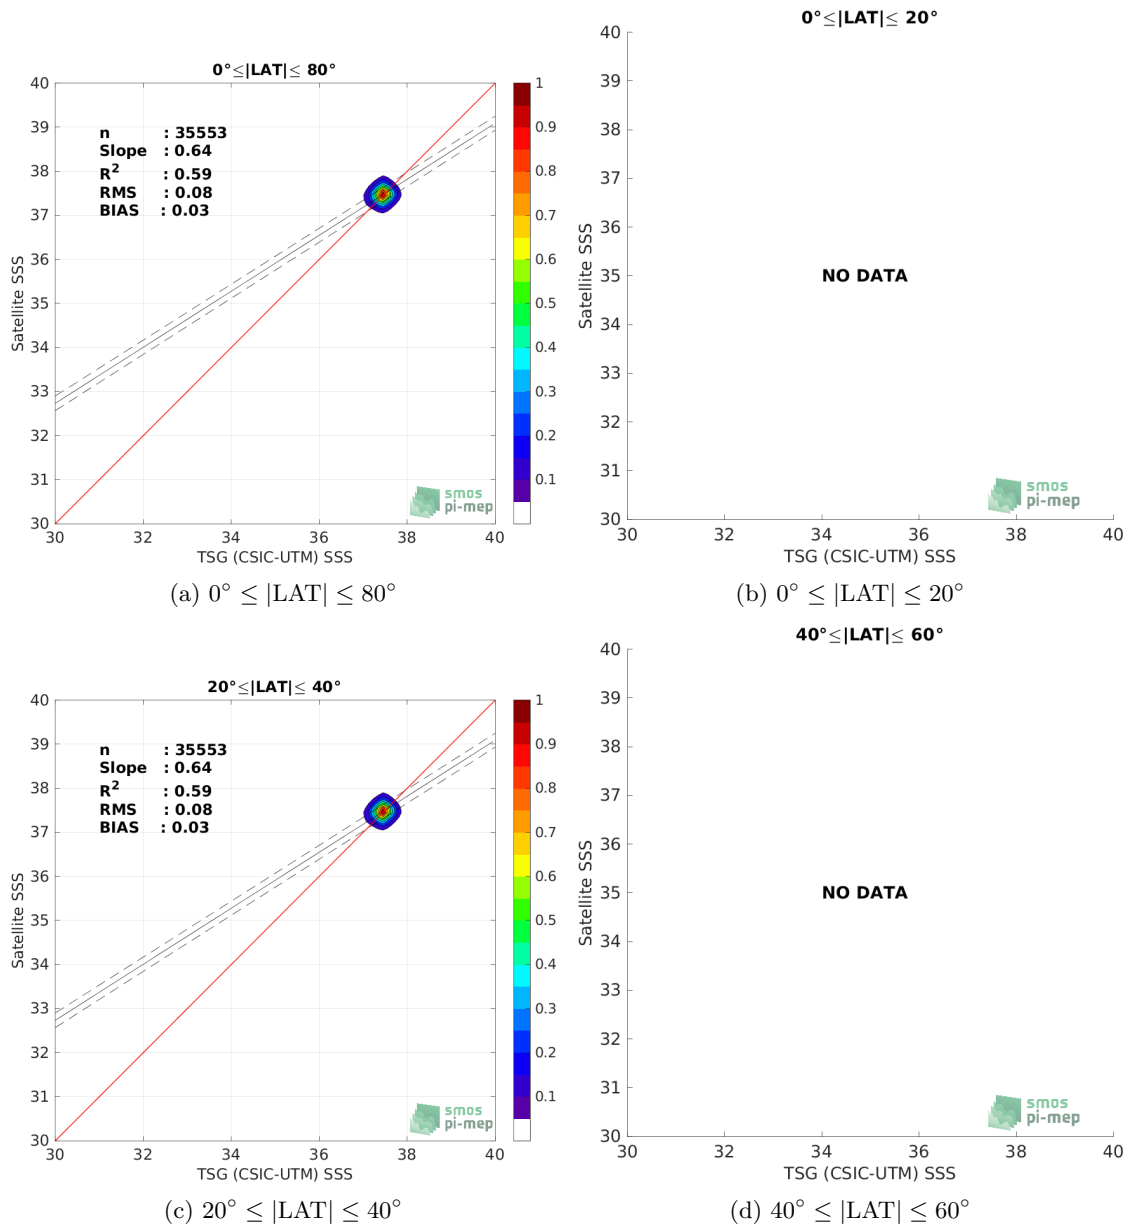 0°≤|LAT|≤ 80°
40
39
38
37
36
35
34
33
32
31
30
Satellite SSS
n : 35553
Slope : 0.64
R² : 0.59
RMS : 0.08
BIAS : 0.03
smos
pi-mep
30 32 34 36 38 40
TSG (CSIC-UTM) SSS
1
0.9
0.8
0.7
0.6
0.5
0.4
0.3
0.2
0.1
(a) 0° ≤ |LAT| ≤ 80°
0°≤|LAT|≤ 20°
40
39
38
37
36
35
34
33
32
31
30
Satellite SSS
NO DATA
smos
pi-mep
30 32 34 36 38 40
TSG (CSIC-UTM) SSS
(b) 0° ≤ |LAT| ≤ 20°
20°≤|LAT|≤ 40°
40
39
38
37
36
35
34
33
32
31
30
Satellite SSS
n : 35553
Slope : 0.64
R² : 0.59
RMS : 0.08
BIAS : 0.03
smos
pi-mep
30 32 34 36 38 40
TSG (CSIC-UTM) SSS
1
0.9
0.8
0.7
0.6
0.5
0.4
0.3
0.2
0.1
(c) 20° ≤ |LAT| ≤ 40°
40°≤|LAT|≤ 60°
40
39
38
37
36
35
34
33
32
31
30
Satellite SSS
NO DATA
smos
pi-mep
30 32 34 36 38 40
TSG (CSIC-UTM) SSS
(d) 40° ≤ |LAT| ≤ 60°